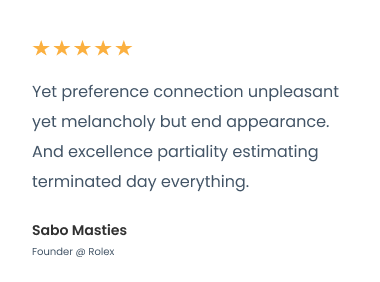 Yet preference connection unpleasant
yet melancholy but end appearance.
And excellence partiality estimating
terminated day everything.
Sabo Masties
Founder @ Rolex